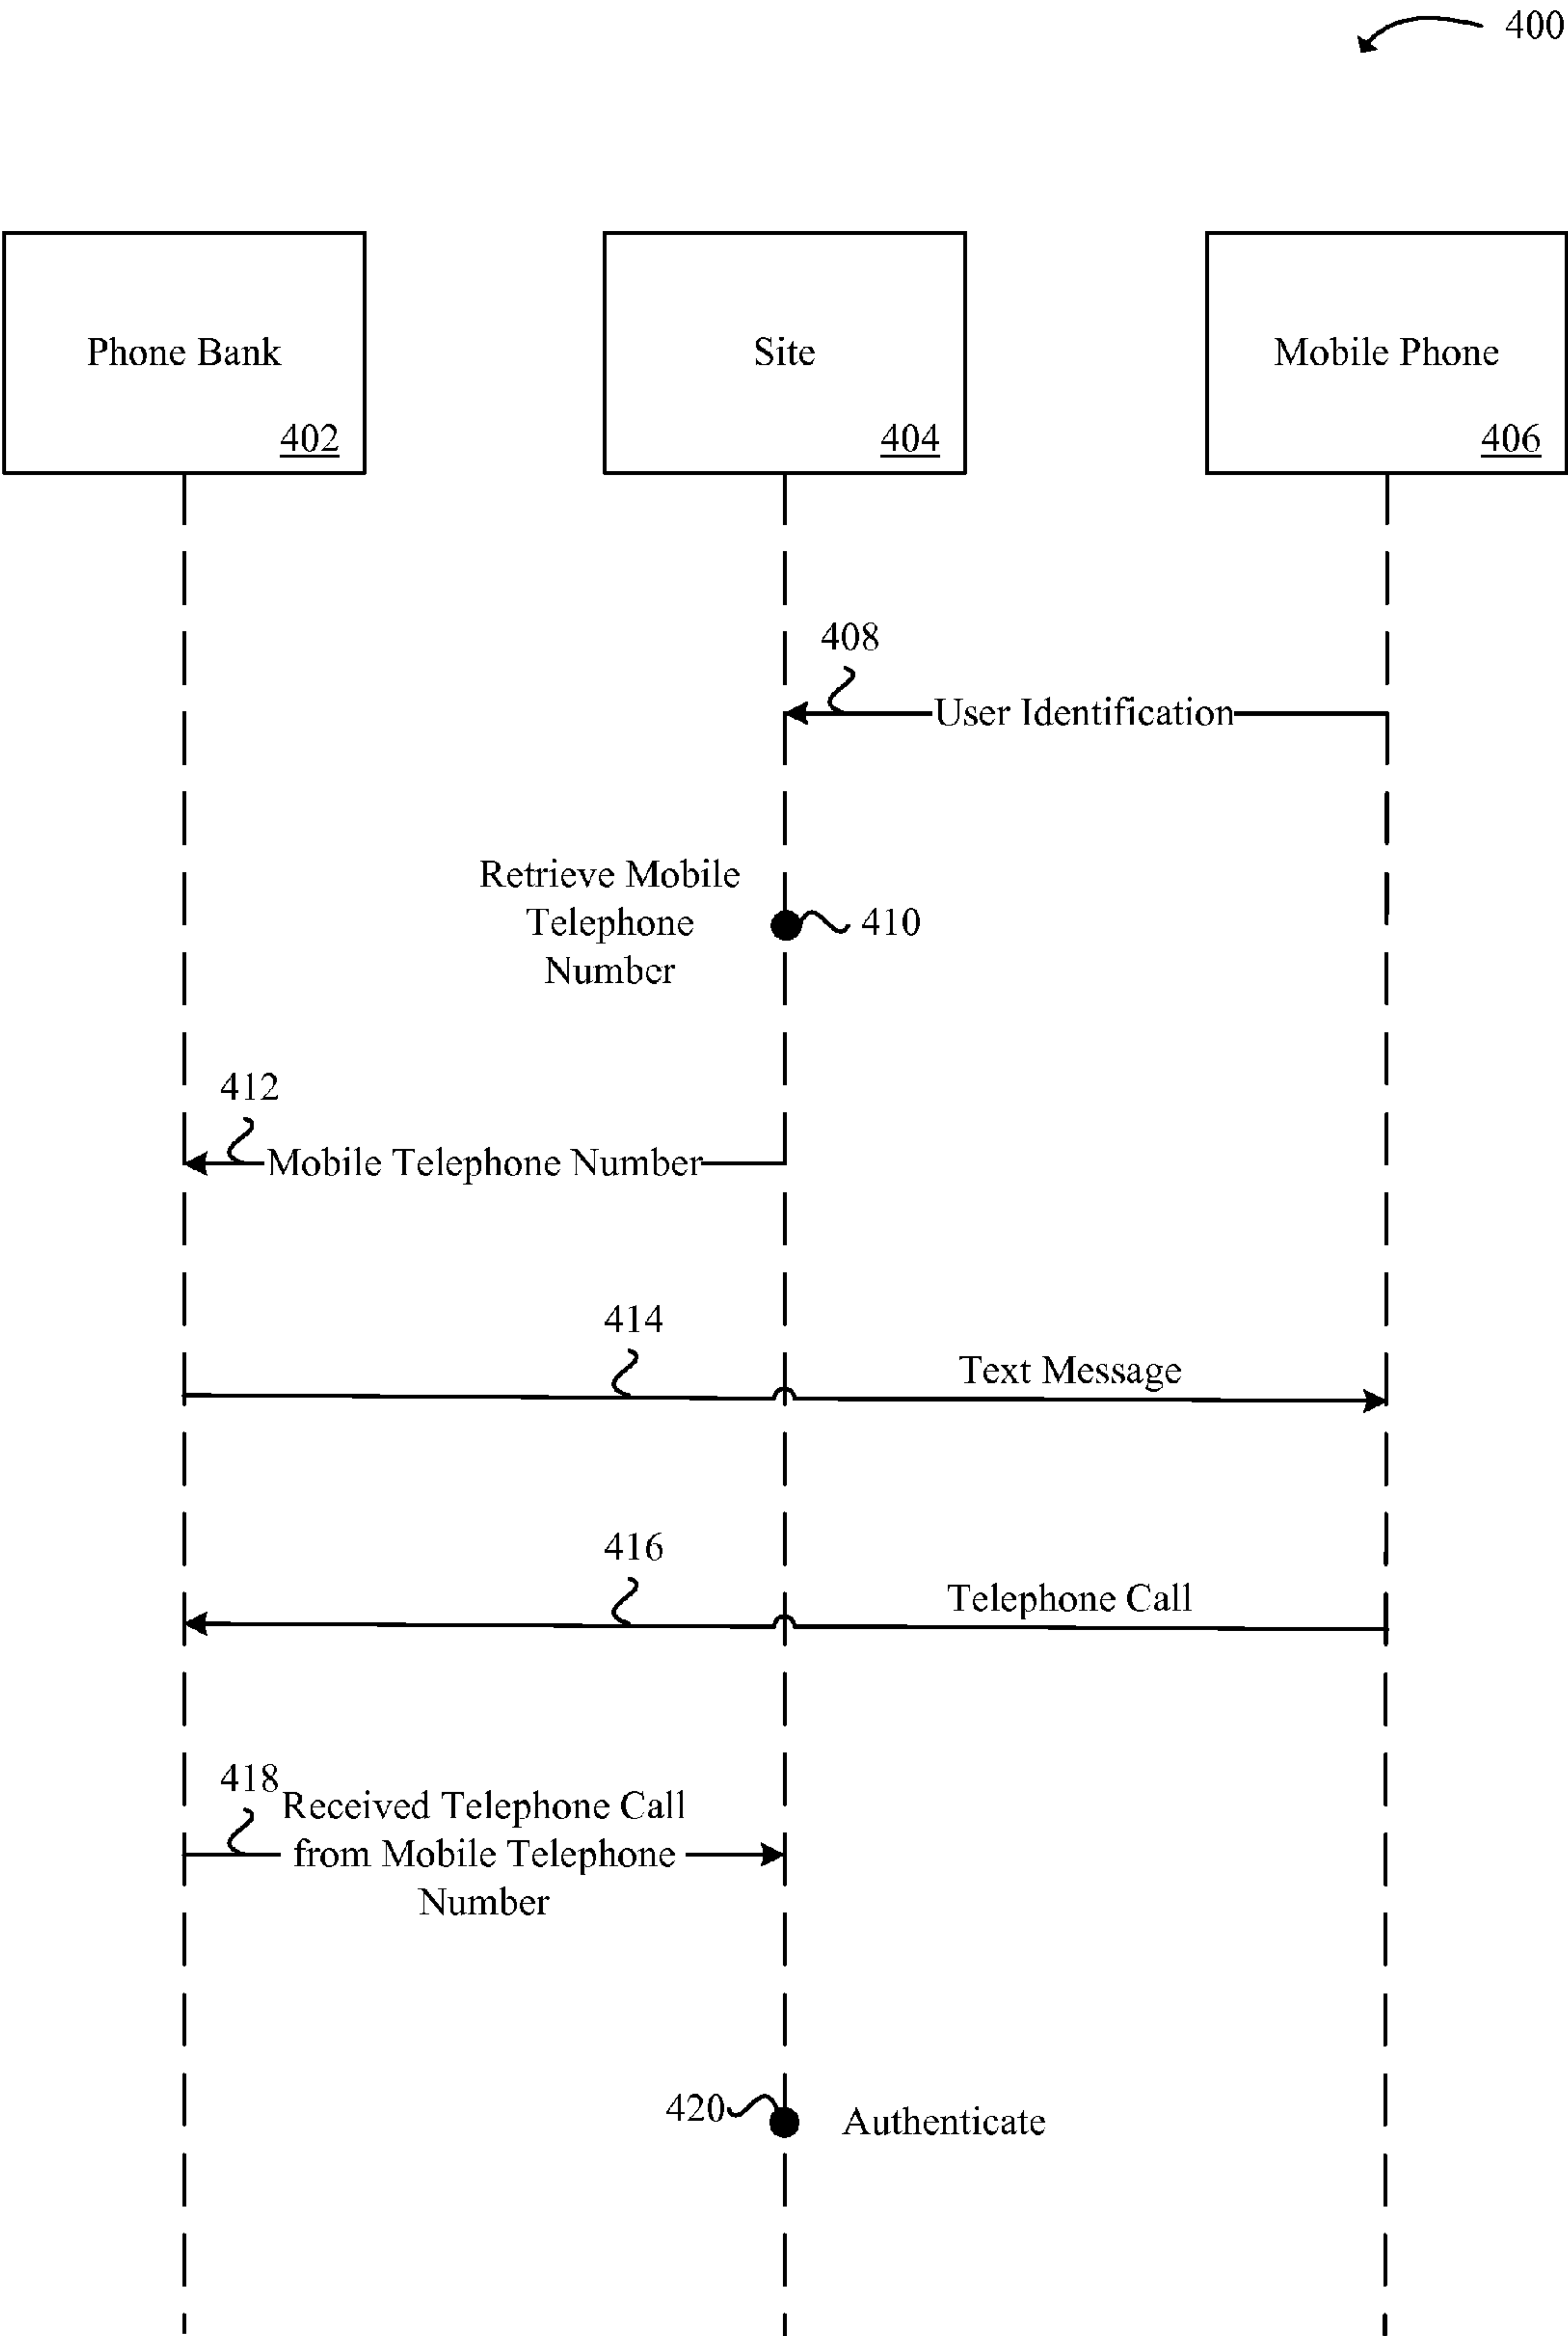 400
Phone Bank
402
Site
404
Mobile Phone
406
408
User Identification
Retrieve Mobile
Telephone
Number
410
412
Mobile Telephone Number
414
Text Message
416
Telephone Call
418
Received Telephone Call
from Mobile Telephone
Number
420
Authenticate